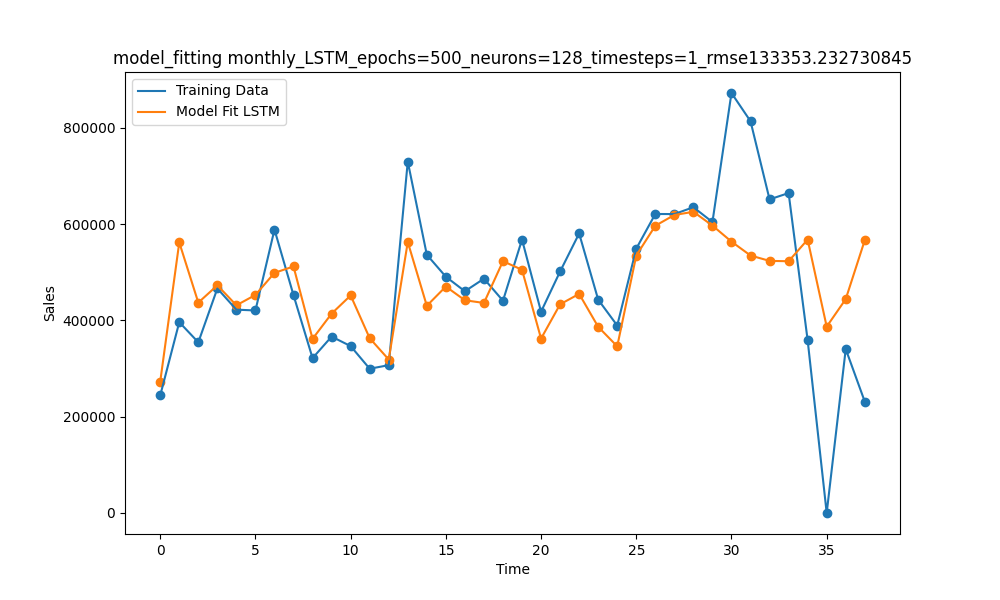 model_fitting monthly_LSTM_epochs=500_neurons=128_timesteps=1_rmse133353.232730845
Training Data
Model Fit LSTM
800000
600000
400000
200000
0
Sales
0 5 10 15 20 25 30 35
Time